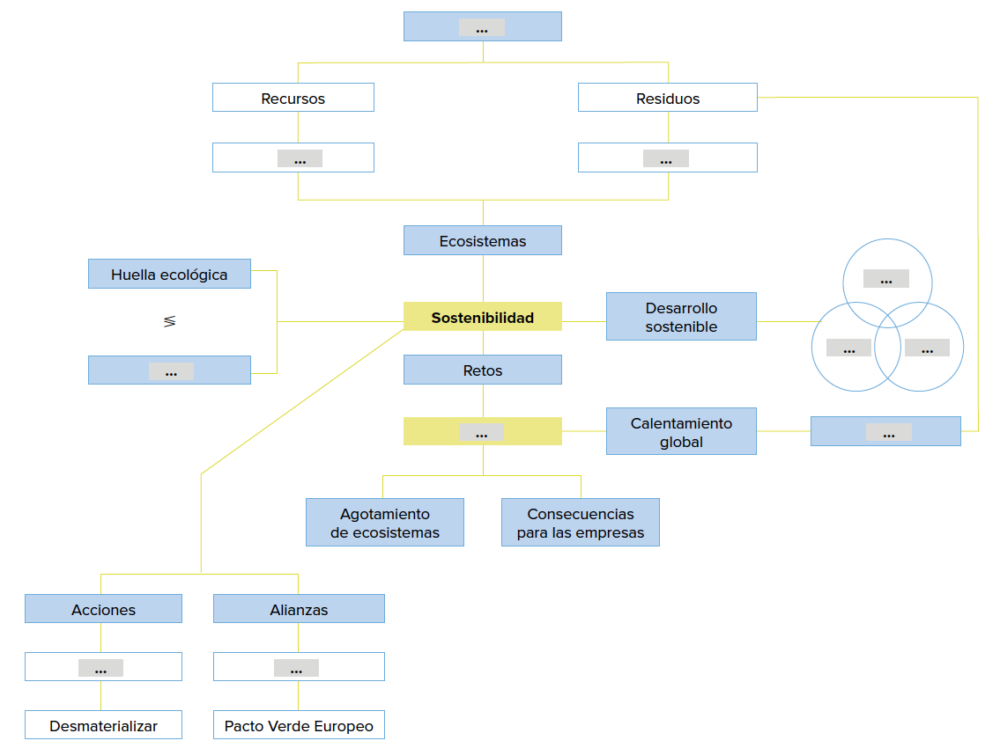 ...
Recursos
Residuos
...
...
Ecosistemas
Huella ecológica
≶
...
Sostenibilidad
Desarrollo
sostenible
...
...
...
Retos
...
Calentamiento
global
...
Agotamiento
de ecosistemas
Consecuencias
para las empresas
Acciones
Alianzas
...
...
Desmaterializar
Pacto Verde Europeo